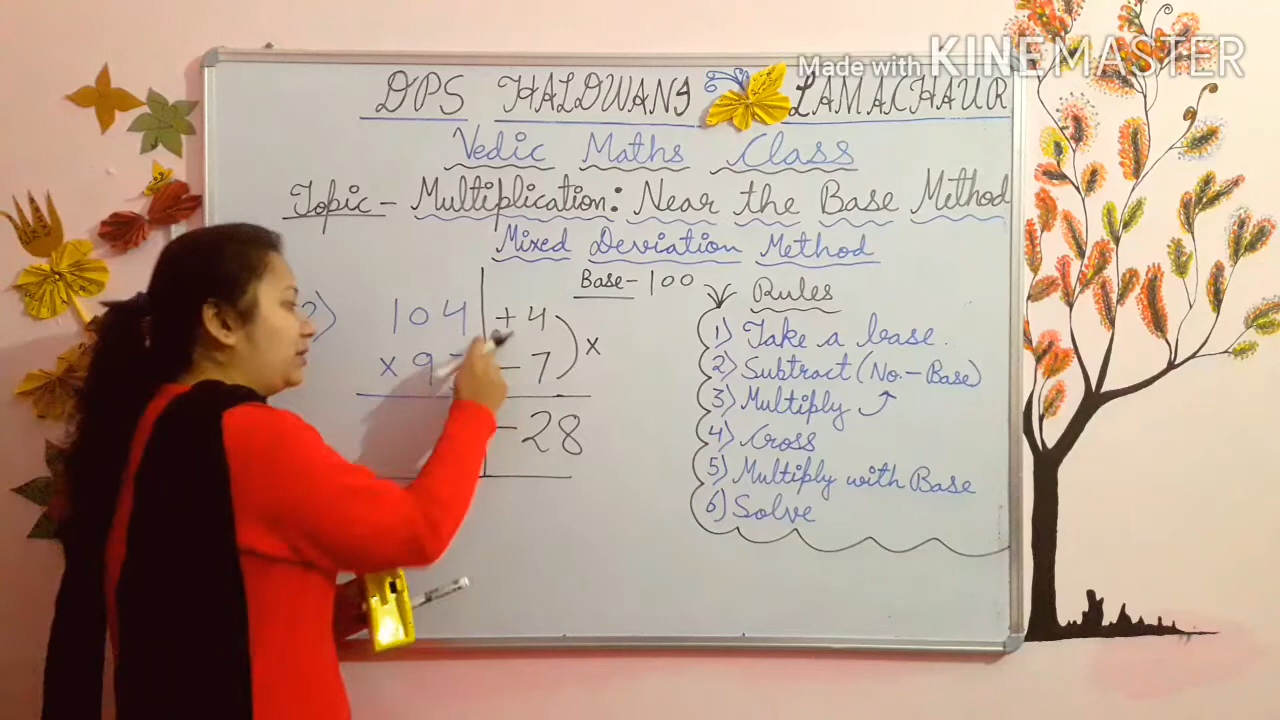 Made with KINEMASTER
DPS HALDWANI LAMACHAUR
Vedic Maths Class
Topic - Multiplication: Near the Base Method
Mixed Deviation Method
Base - 100
2) 104 | + 4
× 9 | - 7 ) ×
- 28
Rules
1) Take a base.
2) Subtract (No. - Base)
3) Multiply ⤴
4) Cross
5) Multiply with Base
6) Solve